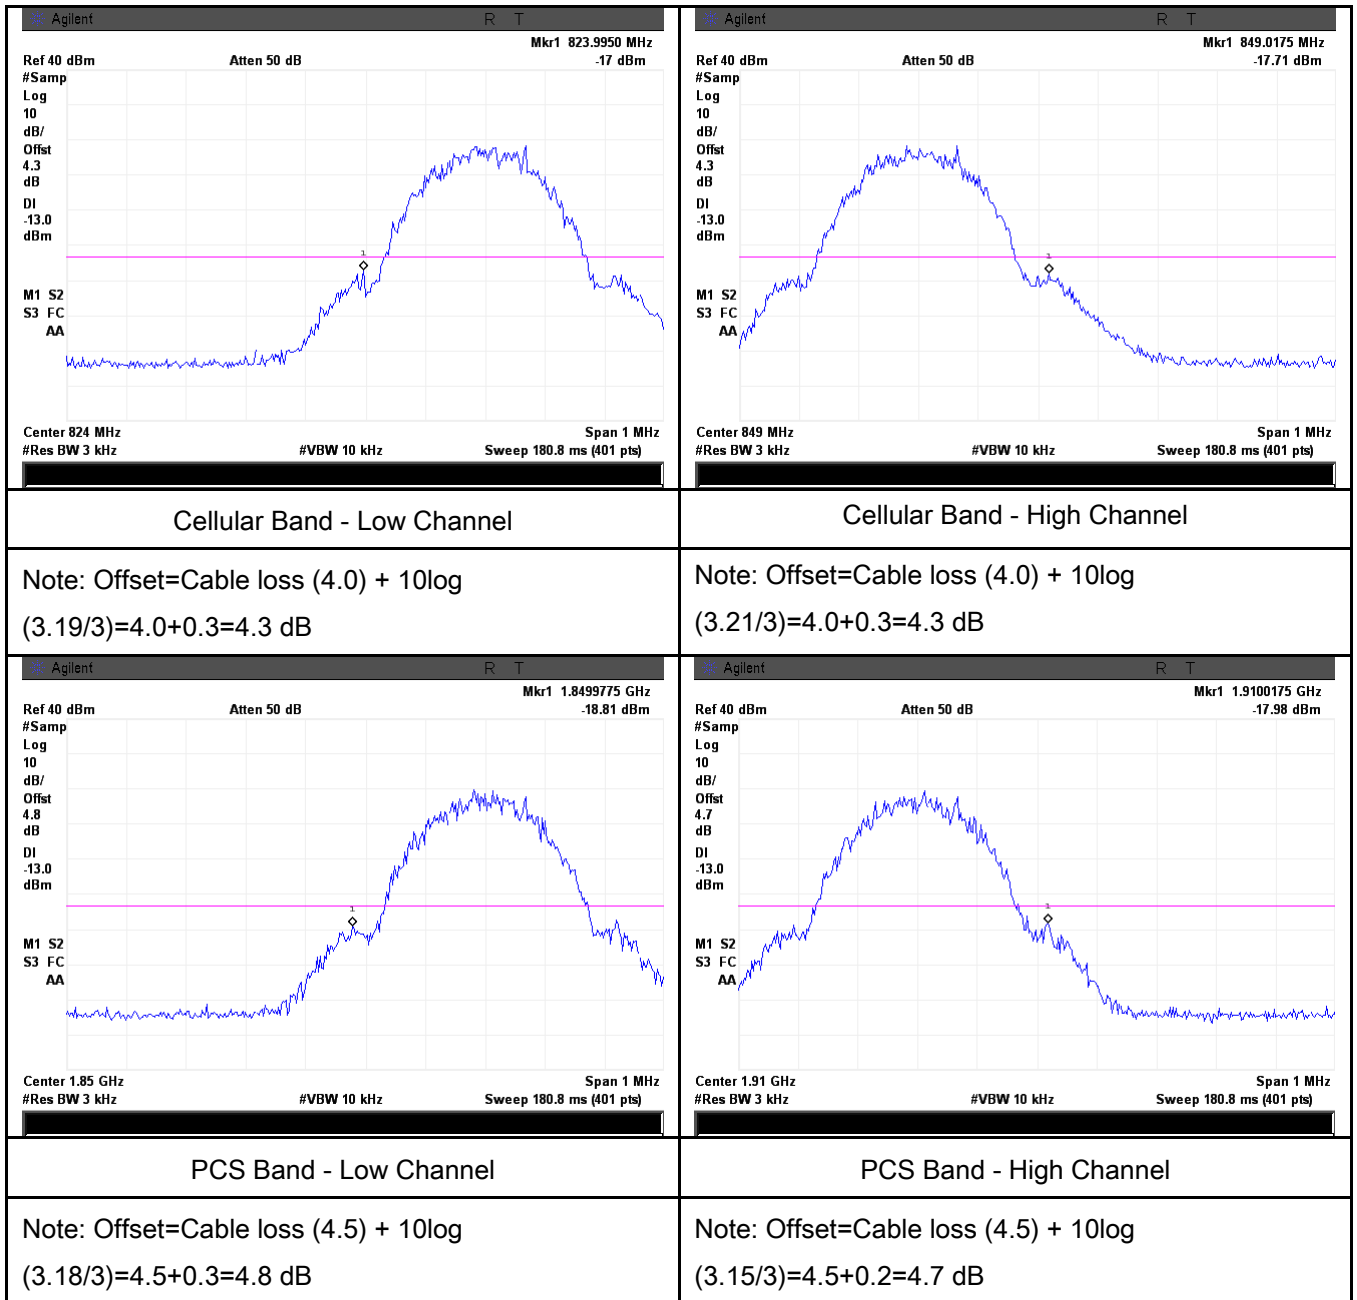 Agilent R T
Mkr1 823.9950 MHz
Ref 40 dBm Atten 50 dB -17 dBm
#Samp
Log
10
dB/
Offst
4.3
dB
DI
-13.0
dBm
1
M1 S2
S3 FC
AA
Center 824 MHz Span 1 MHz
#Res BW 3 kHz #VBW 10 kHz Sweep 180.8 ms (401 pts)
Cellular Band - Low Channel
Note: Offset=Cable loss (4.0) + 10log
(3.19/3)=4.0+0.3=4.3 dB
Agilent R T
Mkr1 849.0175 MHz
Ref 40 dBm Atten 50 dB -17.71 dBm
#Samp
Log
10
dB/
Offst
4.3
dB
DI
-13.0
dBm
1
M1 S2
S3 FC
AA
Center 849 MHz Span 1 MHz
#Res BW 3 kHz #VBW 10 kHz Sweep 180.8 ms (401 pts)
Cellular Band - High Channel
Note: Offset=Cable loss (4.0) + 10log
(3.21/3)=4.0+0.3=4.3 dB
Agilent R T
Mkr1 1.8499775 GHz
Ref 40 dBm Atten 50 dB -18.81 dBm
#Samp
Log
10
dB/
Offst
4.8
dB
DI
-13.0
dBm
1
M1 S2
S3 FC
AA
Center 1.85 GHz Span 1 MHz
#Res BW 3 kHz #VBW 10 kHz Sweep 180.8 ms (401 pts)
PCS Band - Low Channel
Note: Offset=Cable loss (4.5) + 10log
(3.18/3)=4.5+0.3=4.8 dB
Agilent R T
Mkr1 1.9100175 GHz
Ref 40 dBm Atten 50 dB -17.98 dBm
#Samp
Log
10
dB/
Offst
4.7
dB
DI
-13.0
dBm
1
M1 S2
S3 FC
AA
Center 1.91 GHz Span 1 MHz
#Res BW 3 kHz #VBW 10 kHz Sweep 180.8 ms (401 pts)
PCS Band - High Channel
Note: Offset=Cable loss (4.5) + 10log
(3.15/3)=4.5+0.2=4.7 dB